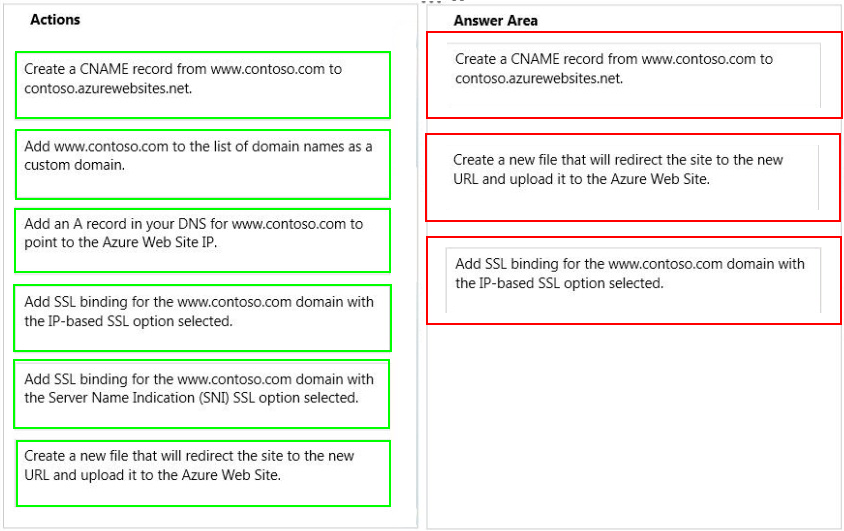 Actions
Create a CNAME record from www.contoso.com to
contoso.azurewebsites.net.
Add www.contoso.com to the list of domain names as a
custom domain.
Add an A record in your DNS for www.contoso.com to
point to the Azure Web Site IP.
Add SSL binding for the www.contoso.com domain with
the IP-based SSL option selected.
Add SSL binding for the www.contoso.com domain with
the Server Name Indication (SNI) SSL option selected.
Create a new file that will redirect the site to the new
URL and upload it to the Azure Web Site.
Answer Area
Create a CNAME record from www.contoso.com to
contoso.azurewebsites.net.
Create a new file that will redirect the site to the new
URL and upload it to the Azure Web Site.
Add SSL binding for the www.contoso.com domain with
the IP-based SSL option selected.